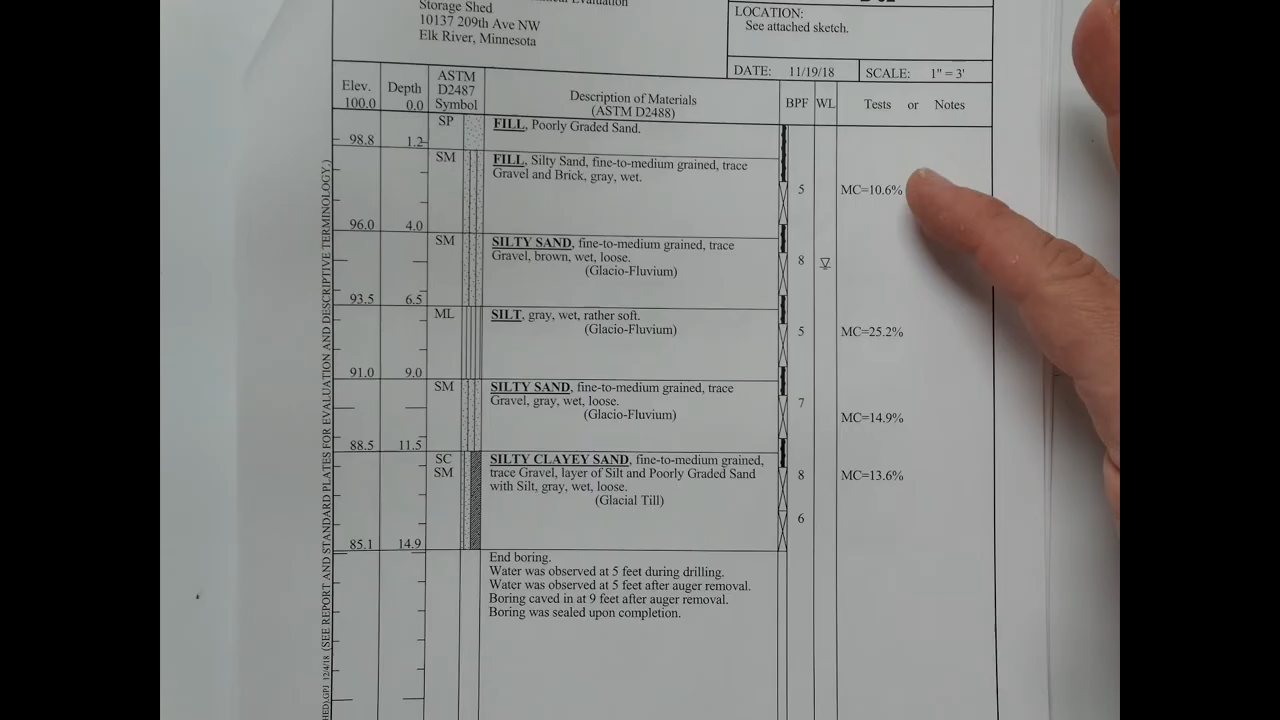 Evaluation
Storage Shed
10137 209th Ave NW
Elk River, Minnesota
LOCATION:
See attached sketch.
DATE: 11/19/18 SCALE: 1" = 3'
Elev. 100.0
Depth 0.0
ASTM D2487 Symbol
Description of Materials
(ASTM D2488)
BPF WL Tests or Notes
SP FILL, Poorly Graded Sand.
98.8 1.2
SM FILL, Silty Sand, fine-to-medium grained, trace
Gravel and Brick, gray, wet.
5 MC=10.6%
96.0 4.0
SM SILTY SAND, fine-to-medium grained, trace
Gravel, brown, wet, loose.
8
(Glacio-Fluvium)
93.5 6.5
ML SILT, gray, wet, rather soft.
(Glacio-Fluvium)
5 MC=25.2%
91.0 9.0
SM SILTY SAND, fine-to-medium grained, trace
Gravel, gray, wet, loose.
7
(Glacio-Fluvium)
MC=14.9%
88.5 11.5
SC SILTY CLAYEY SAND, fine-to-medium grained,
SM trace Gravel, layer of Silt and Poorly Graded Sand
8 MC=13.6%
with Silt, gray, wet, loose.
(Glacial Till)
6
85.1 14.9
End boring.
Water was observed at 5 feet during drilling.
Water was observed at 5 feet after auger removal.
Boring caved in at 9 feet after auger removal.
Boring was sealed upon completion.
HED).GPJ 12/4/18 (SEE REPORT AND STANDARD PLATES FOR EVALUATION AND DESCRIPTIVE TERMINOLOGY.)